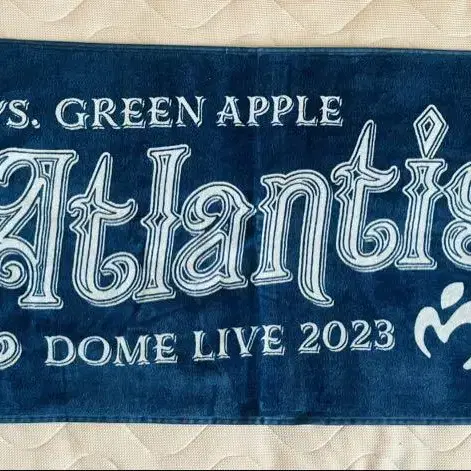 's. GREEN APPLE
Atlantis
DOME LIVE 2023